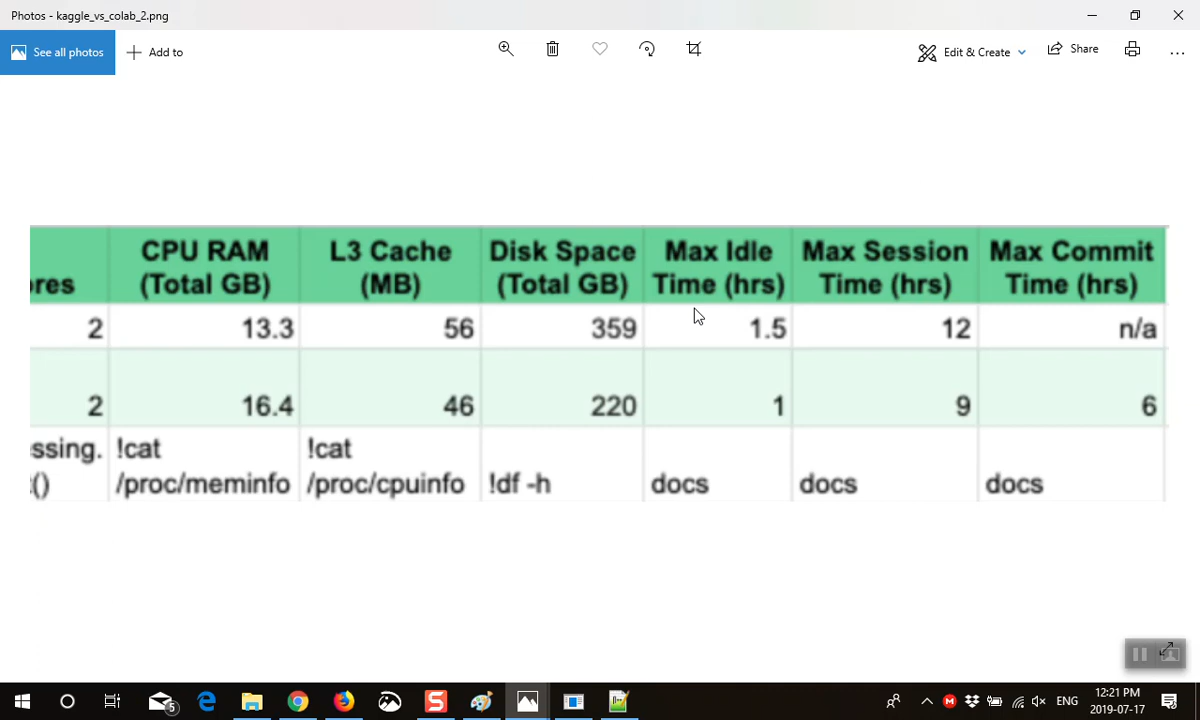 Photos - kaggle_vs_colab_2.png
See all photos
Add to
Edit & Create
Share
CPU RAM L3 Cache Disk Space Max Idle Max Session Max Commit
ores (Total GB) (MB) (Total GB) Time (hrs) Time (hrs) Time (hrs)
2 13.3 56 359 1.5 12 n/a
2 16.4 46 220 1 9 6
ssing. !cat !cat
() /proc/meminfo /proc/cpuinfo !df -h docs docs docs
5
ENG
12:21 PM
2019-07-17